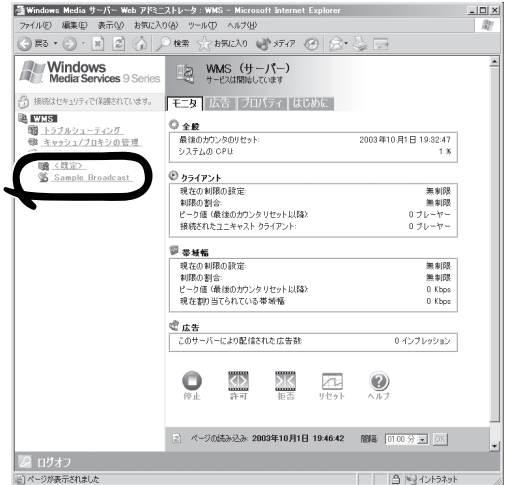 Windows Media サーバー Web アドミニストレータ : WMS - Microsoft Internet Explorer
ファイル(F) 編集(E) 表示(V) お気に入り(A) ツール(T) ヘルプ(H)
戻る 検索 お気に入り メディア
Windows
Media Services 9 Series
接続はセキュリティで保護されています。
WMS
トラブルシューティング
キャッシュ/プロキシの管理
<既定>
Sample Broadcast
WMS (サーバー)
サービスは開始しています
モニタ 広告 プロパティ はじめに
全般
最後のカウンタのリセット: 2003年10月1日 19:32:47
システムの CPU: 1 %
クライアント
現在の制限の設定: 無制限
制限の割合: 無制限
ピーク値 (最後のカウンタリセット以降): 0 プレーヤー
接続されたユニキャスト クライアント: 0 プレーヤー
帯域幅
現在の制限の設定: 無制限
制限の割合: 無制限
ピーク値 (最後のカウンタリセット以降): 0 Kbps
現在割り当てられている帯域幅 0 Kbps
広告
このサーバーにより配信された広告数: 0 インプレッション
停止 許可 拒否 リセット ヘルプ
ページの読み込み: 2003年10月1日 19:46:42 間隔: 01:00 分 OK
ログオフ
ページが表示されました イントラネット